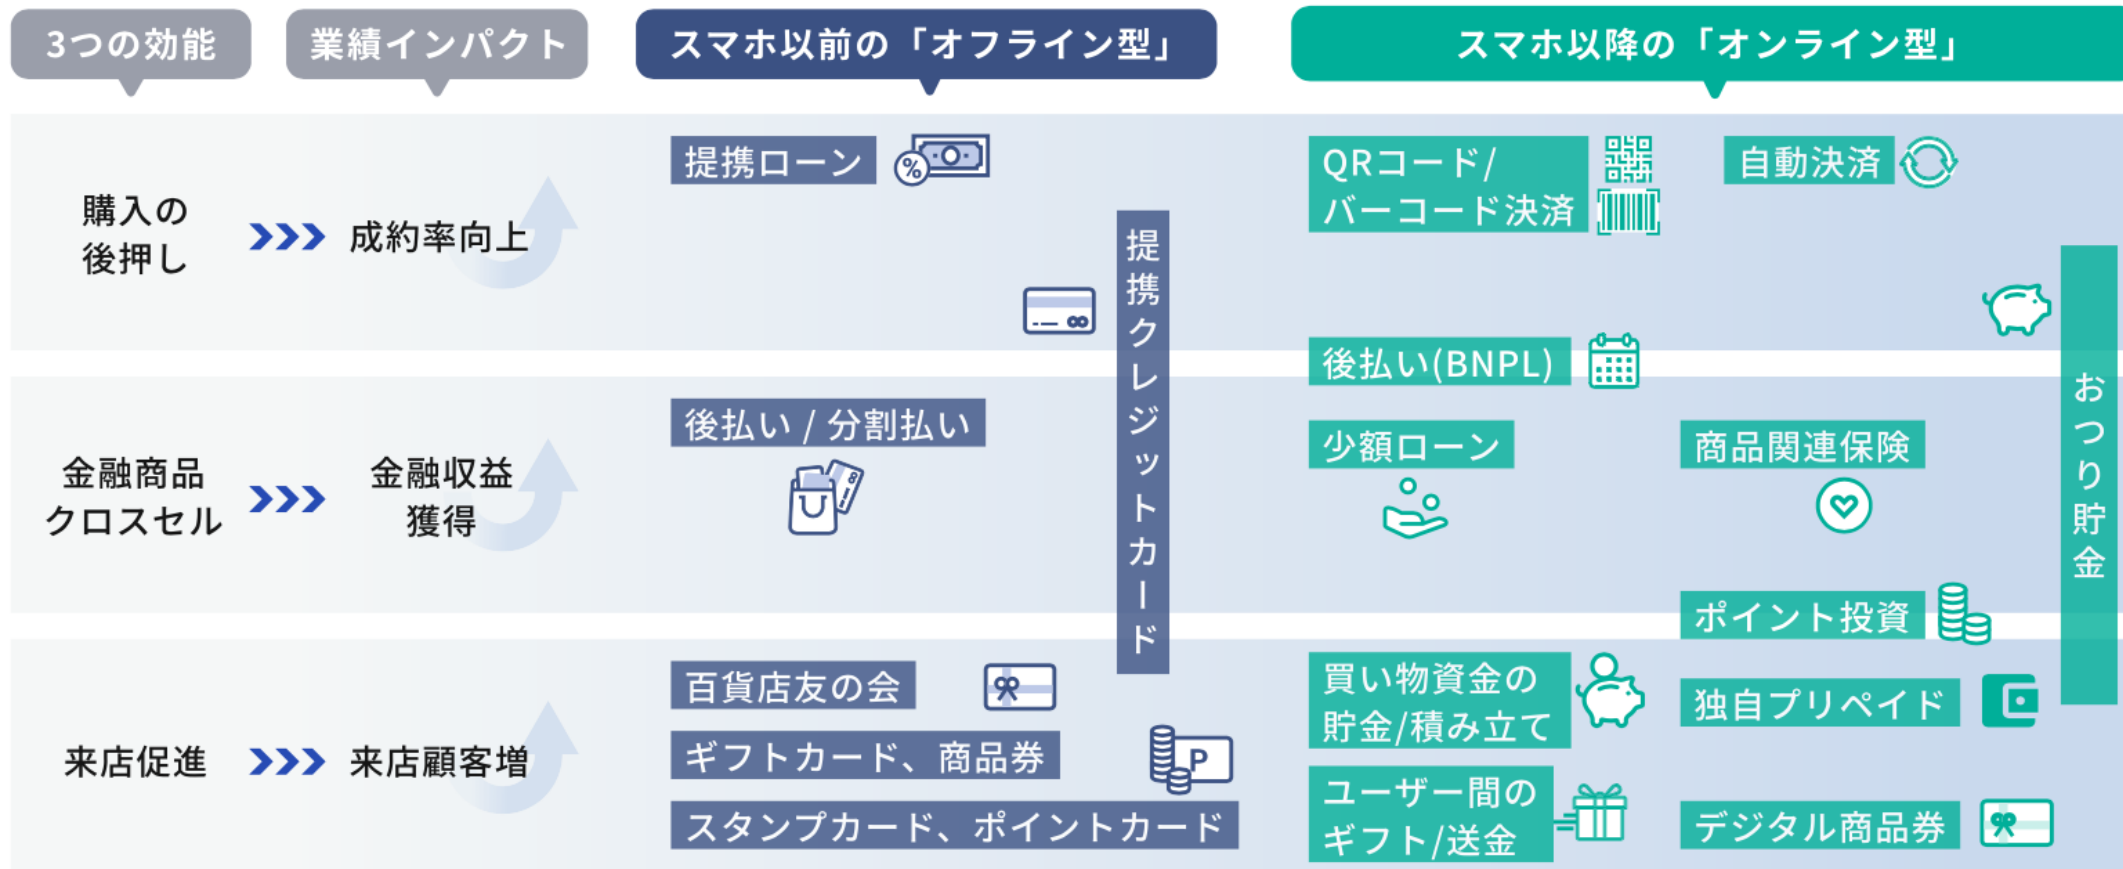 3つの効能
業績インパクト
スマホ以前の「オフライン型」
スマホ以降の「オンライン型」
購入の
後押し
成約率向上
提携ローン
提携クレジットカード
QRコード/
バーコード決済
自動決済
後払い(BNPL)
おつり貯金
金融商品
クロスセル
金融収益
獲得
後払い / 分割払い
少額ローン
商品関連保険
ポイント投資
来店促進
来店顧客増
百貨店友の会
ギフトカード、商品券
P
スタンプカード、ポイントカード
買い物資金の
貯金/積み立て
独自プリペイド
ユーザー間の
ギフト/送金
デジタル商品券
%